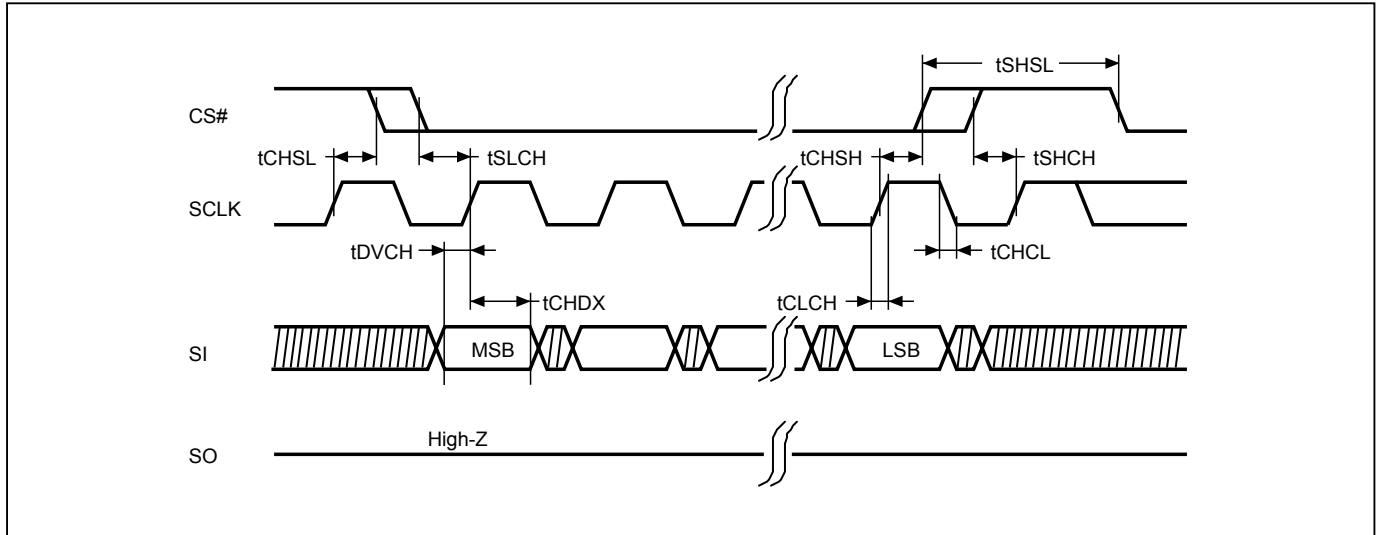 tSHSL
CS#
tCHSL
tSLCH
tCHSH
tSHCH
SCLK
tDVCH
tCHCL
tCHDX
tCLCH
SI
MSB
LSB
High-Z
SO